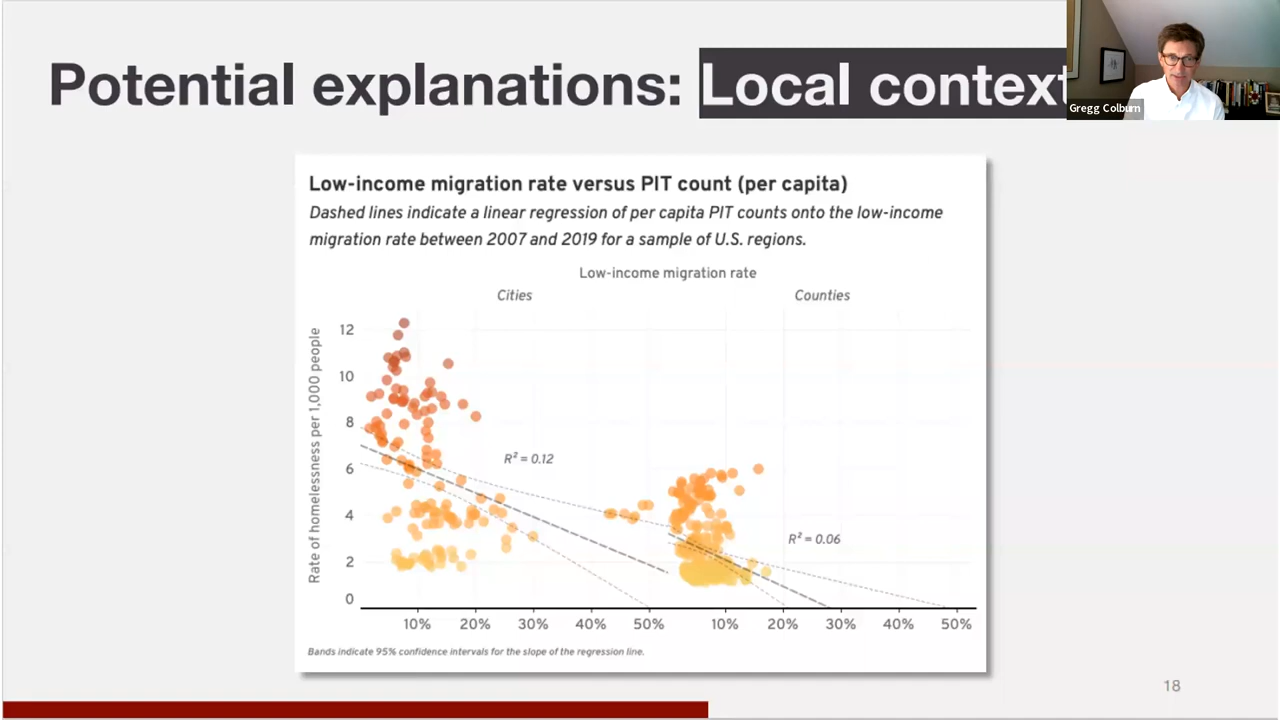 Potential explanations: Local context
Gregg Colburn
Low-income migration rate versus PIT count (per capita)
Dashed lines indicate a linear regression of per capita PIT counts onto the low-income
migration rate between 2007 and 2019 for a sample of U.S. regions.
Low-income migration rate
Cities
Counties
Rate of homelessness per 1,000 people
12
10
8
6
4
2
0
R² = 0.12
R² = 0.06
10% 20% 30% 40% 50% 10% 20% 30% 40% 50%
Bands indicate 95% confidence intervals for the slope of the regression line.
18